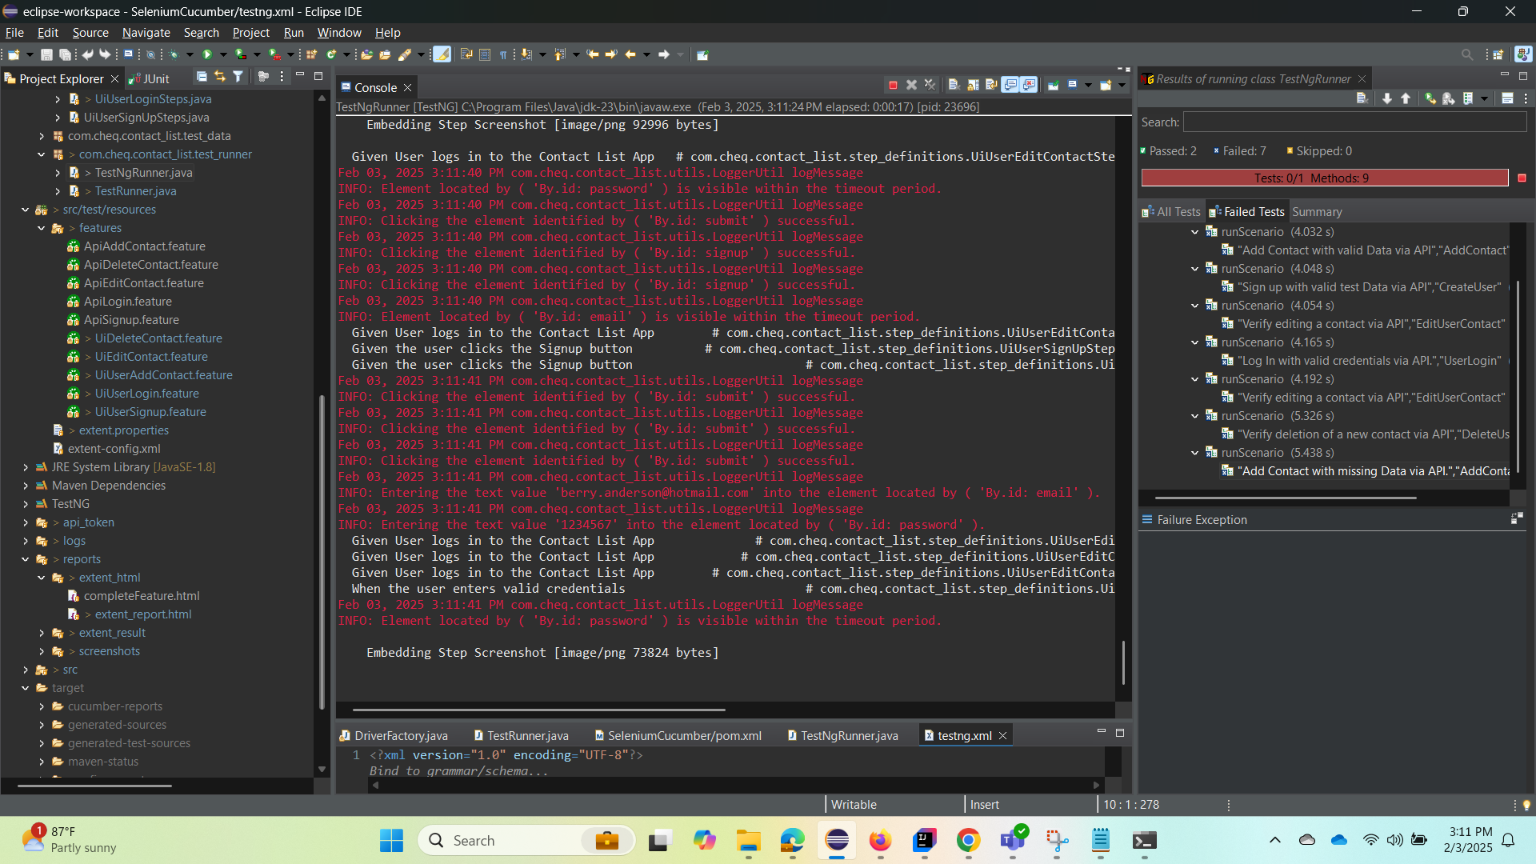 eclipse-workspace - SeleniumCucumber/testng.xml - Eclipse IDE
File Edit Source Navigate Search Project Run Window Help
Project Explorer
JUnit
> UiUserLoginSteps.java
UiUserSignUpSteps.java
com.cheq.contact_list.test_data
> com.cheq.contact_list.test_runner
> TestNgRunner.java
> TestRunner.java
> src/test/resources
> features
ApiAddContact.feature
ApiDeleteContact.feature
ApiEditContact.feature
ApiLogin.feature
ApiSignup.feature
> UiDeleteContact.feature
> UiEditContact.feature
> UiUserAddContact.feature
> UiUserLogin.feature
> UiUserSignup.feature
> extent.properties
extent-config.xml
JRE System Library [JavaSE-1.8]
Maven Dependencies
TestNG
> api_token
> logs
> reports
> extent_html
completeFeature.html
> extent_report.html
> extent_result
> screenshots
> src
target
cucumber-reports
generated-sources
generated-test-sources
maven-status
Console
TestNgRunner [TestNG] C:\Program Files\Java\jdk-23\bin\javaw.exe (Feb 3, 2025, 3:11:24 PM elapsed: 0:00:17) [pid: 23696]
Embedding Step Screenshot [image/png 92996 bytes]
Given User logs in to the Contact List App # com.cheq.contact_list.step_definitions.UiUserEditContactSte
Feb 03, 2025 3:11:40 PM com.cheq.contact_list.utils.LoggerUtil logMessage
INFO: Element located by ( 'By.id: password' ) is visible within the timeout period.
Feb 03, 2025 3:11:40 PM com.cheq.contact_list.utils.LoggerUtil logMessage
INFO: Clicking the element identified by ( 'By.id: submit' ) successful.
Feb 03, 2025 3:11:40 PM com.cheq.contact_list.utils.LoggerUtil logMessage
INFO: Clicking the element identified by ( 'By.id: signup' ) successful.
Feb 03, 2025 3:11:40 PM com.cheq.contact_list.utils.LoggerUtil logMessage
INFO: Clicking the element identified by ( 'By.id: signup' ) successful.
Feb 03, 2025 3:11:40 PM com.cheq.contact_list.utils.LoggerUtil logMessage
INFO: Element located by ( 'By.id: email' ) is visible within the timeout period.
Given User logs in to the Contact List App # com.cheq.contact_list.step_definitions.UiUserEditConta
Given the user clicks the Signup button # com.cheq.contact_list.step_definitions.UiUserSignUpStep
Given the user clicks the Signup button # com.cheq.contact_list.step_definitions.Ui
Feb 03, 2025 3:11:41 PM com.cheq.contact_list.utils.LoggerUtil logMessage
INFO: Clicking the element identified by ( 'By.id: submit' ) successful.
Feb 03, 2025 3:11:41 PM com.cheq.contact_list.utils.LoggerUtil logMessage
INFO: Clicking the element identified by ( 'By.id: submit' ) successful.
Feb 03, 2025 3:11:41 PM com.cheq.contact_list.utils.LoggerUtil logMessage
INFO: Clicking the element identified by ( 'By.id: submit' ) successful.
Feb 03, 2025 3:11:41 PM com.cheq.contact_list.utils.LoggerUtil logMessage
INFO: Entering the text value 'berry.anderson@hotmail.com' into the element located by ( 'By.id: email' ).
Feb 03, 2025 3:11:41 PM com.cheq.contact_list.utils.LoggerUtil logMessage
INFO: Entering the text value '1234567' into the element located by ( 'By.id: password' ).
Given User logs in to the Contact List App # com.cheq.contact_list.step_definitions.UiUserEdi
Given User logs in to the Contact List App # com.cheq.contact_list.step_definitions.UiUserEditC
Given User logs in to the Contact List App # com.cheq.contact_list.step_definitions.UiUserEditConta
When the user enters valid credentials # com.cheq.contact_list.step_definitions.Ui
Feb 03, 2025 3:11:41 PM com.cheq.contact_list.utils.LoggerUtil logMessage
INFO: Element located by ( 'By.id: password' ) is visible within the timeout period.
Embedding Step Screenshot [image/png 73824 bytes]
DriverFactory.java
TestRunner.java
SeleniumCucumber/pom.xml
TestNgRunner.java
testng.xml
1 <?xml version="1.0" encoding="UTF-8"?>
Bind to grammar/schema...
Results of running class TestNgRunner
Search:
Passed: 2 Failed: 7 Skipped: 0
Tests: 0/1 Methods: 9
All Tests Failed Tests Summary
runScenario (4.032 s)
"Add Contact with valid Data via API","AddContact"
runScenario (4.048 s)
"Sign up with valid test Data via API","CreateUser"
runScenario (4.054 s)
"Verify editing a contact via API","EditUserContact"
runScenario (4.165 s)
"Log In with valid credentials via API.","UserLogin"
runScenario (4.192 s)
"Verify editing a contact via API","EditUserContact"
runScenario (5.326 s)
"Verify deletion of a new contact via API","DeleteUs
runScenario (5.438 s)
"Add Contact with missing Data via API.","AddConta
Failure Exception
Writable
Insert
10 : 1 : 278
1
87°F
Partly sunny
Search
3:11 PM
2/3/2025